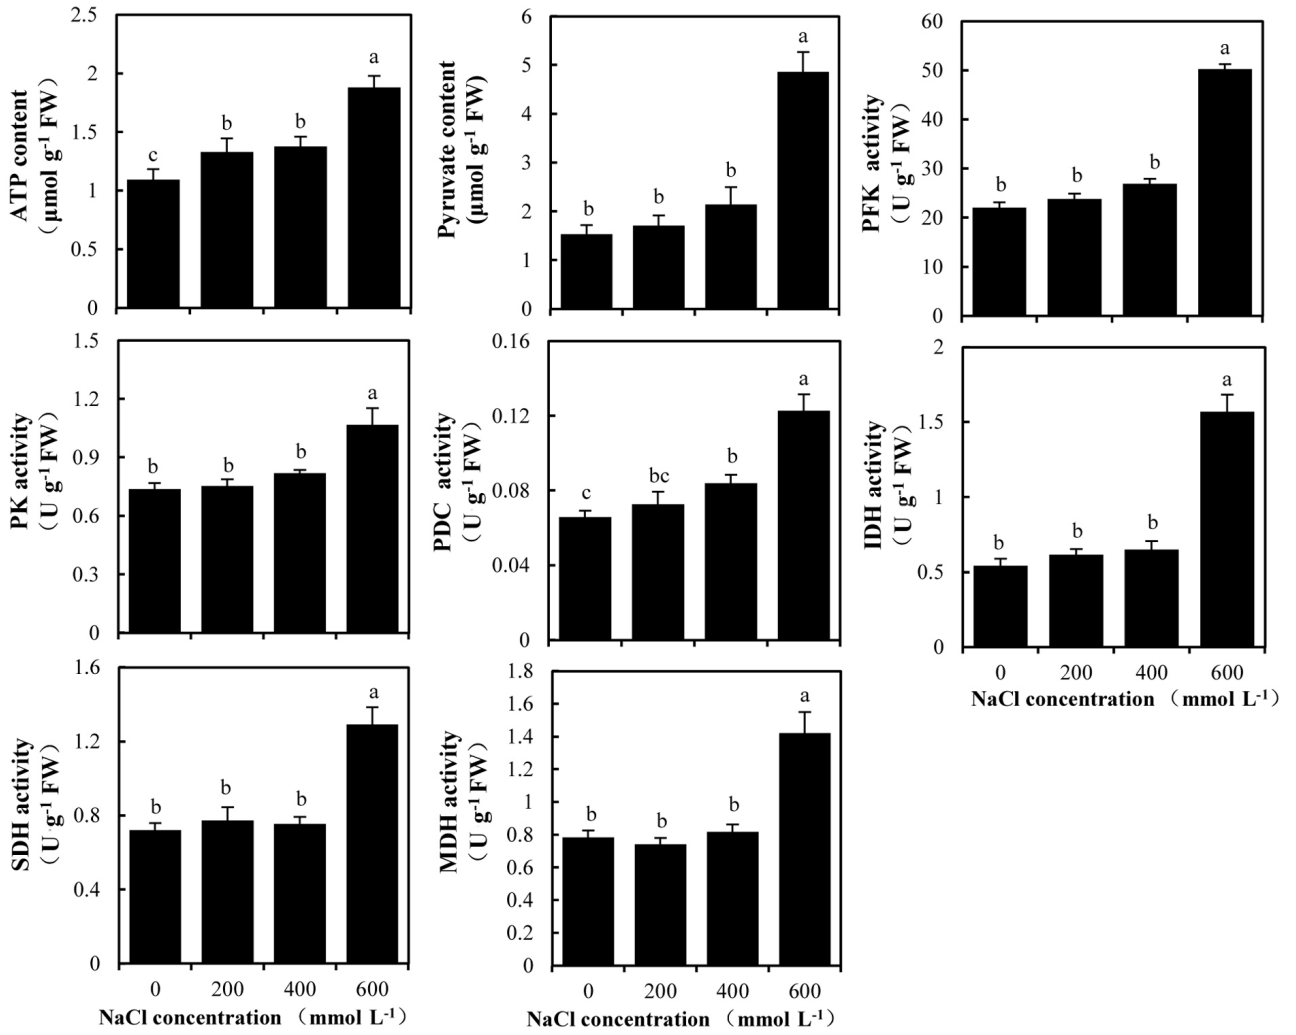 2.5
2
1.5
1
0.5
0
ATP content
(μmol g-1 FW)
c
b
b
a
6
5
4
3
2
1
0
Pyruvate content
(μmol g-1 FW)
b
b
b
a
60
50
40
30
20
10
0
PFK activity
(U g-1 FW)
b
b
b
a
1.5
1.2
0.9
0.6
0.3
0
PK activity
(U g-1 FW)
b
b
b
a
0.16
0.12
0.08
0.04
0
PDC activity
(U g-1 FW)
c
bc
b
a
2
1.5
1
0.5
0
IDH activity
(U g-1 FW)
b
b
b
a
0 200 400 600
NaCl concentration (mmol L-1)
1.6
1.2
0.8
0.4
0
SDH activity
(U g-1 FW)
b
b
b
a
0 200 400 600
NaCl concentration (mmol L-1)
1.8
1.6
1.4
1.2
1
0.8
0.6
0.4
0.2
0
MDH activity
(U g-1 FW)
b
b
b
a
0 200 400 600
NaCl concentration (mmol L-1)